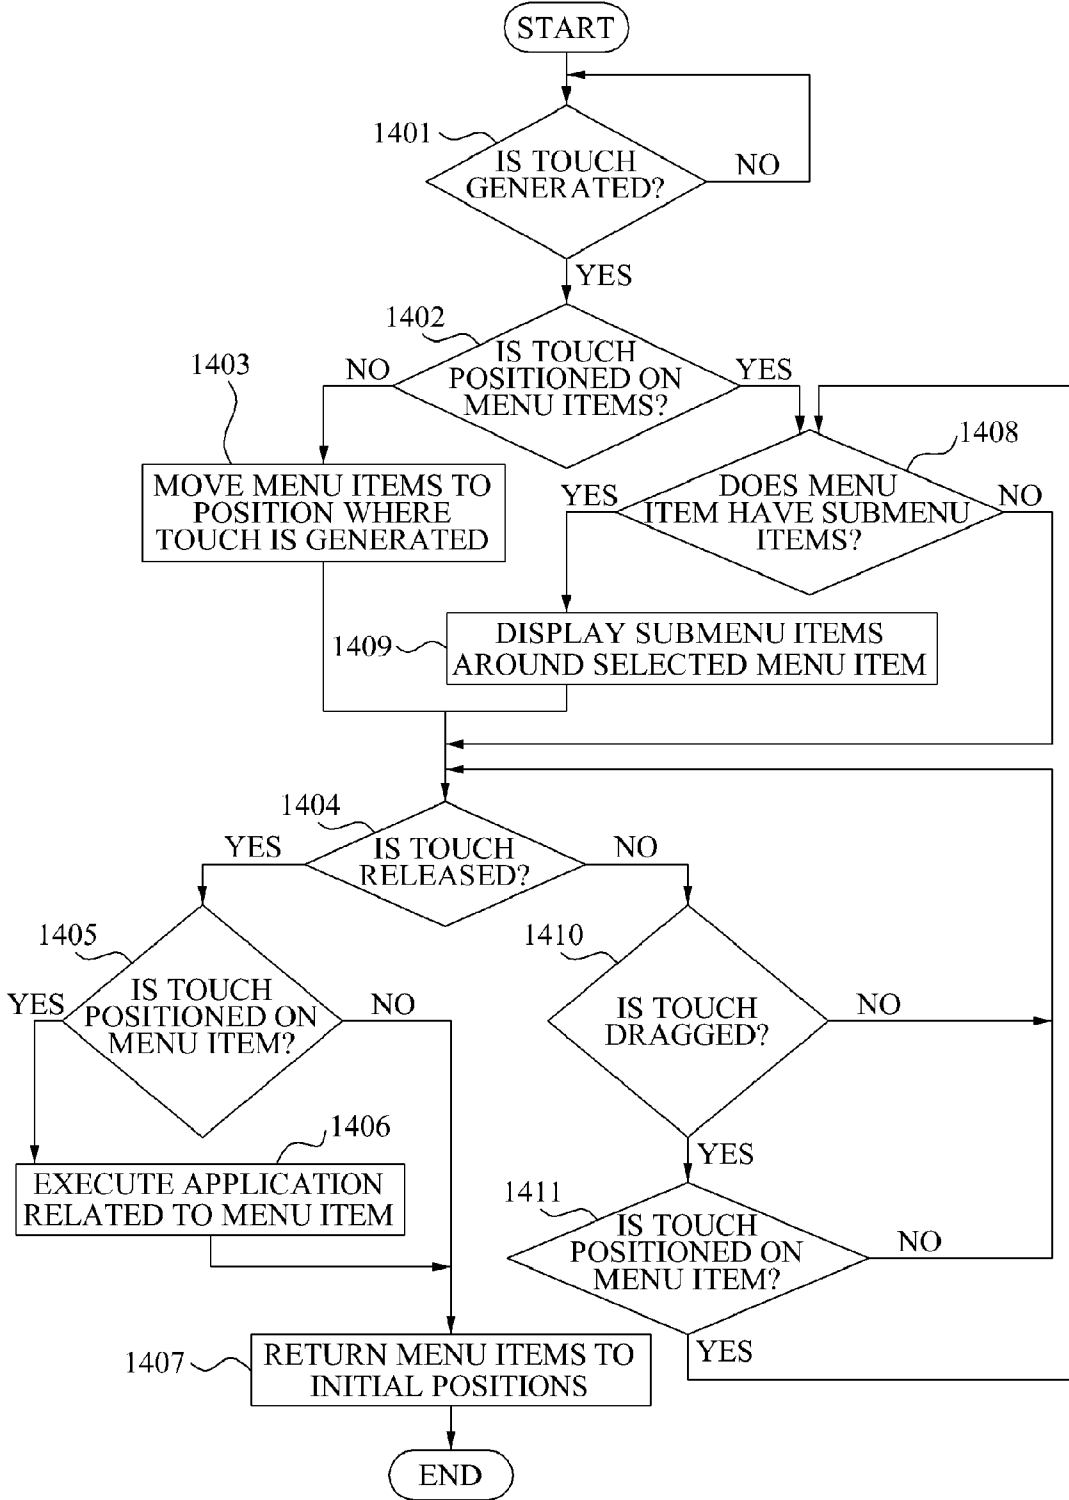 START
1401
IS TOUCH
GENERATED?
NO
YES
1402
IS TOUCH
POSITIONED ON
MENU ITEMS?
NO
YES
1403
MOVE MENU ITEMS TO
POSITION WHERE
TOUCH IS GENERATED
1408
DOES MENU
ITEM HAVE SUBMENU
ITEMS?
YES
NO
1409
DISPLAY SUBMENU ITEMS
AROUND SELECTED MENU ITEM
1404
IS TOUCH
RELEASED?
YES
NO
1405
IS TOUCH
POSITIONED ON
MENU ITEM?
YES
NO
1410
IS TOUCH
DRAGGED?
NO
YES
1406
EXECUTE APPLICATION
RELATED TO MENU ITEM
1411
IS TOUCH
POSITIONED ON
MENU ITEM?
NO
YES
1407
RETURN MENU ITEMS TO
INITIAL POSITIONS
END